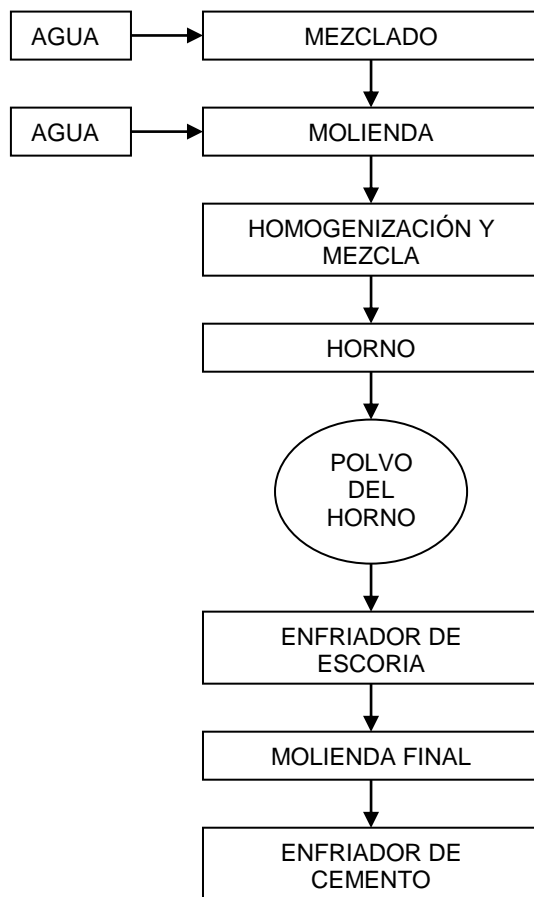 AGUA
MEZCLADO
AGUA
MOLIENDA
HOMOGENIZACIÓN Y
MEZCLA
HORNO
POLVO
DEL
HORNO
ENFRIADOR DE
ESCORIA
MOLIENDA FINAL
ENFRIADOR DE
CEMENTO